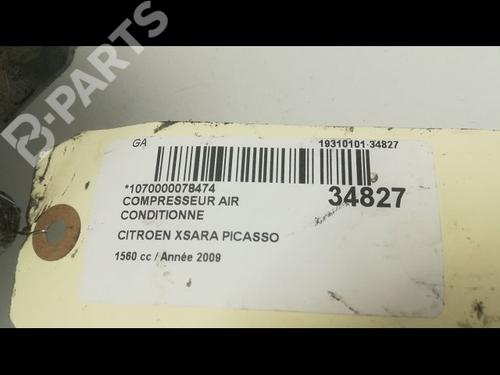 B-PARTS
GA
19310101-34827
*1070000078474
34827
COMPRESSEUR AIR
CONDITIONNE
CITROEN XSARA PICASSO
1560 cc / Année 2009